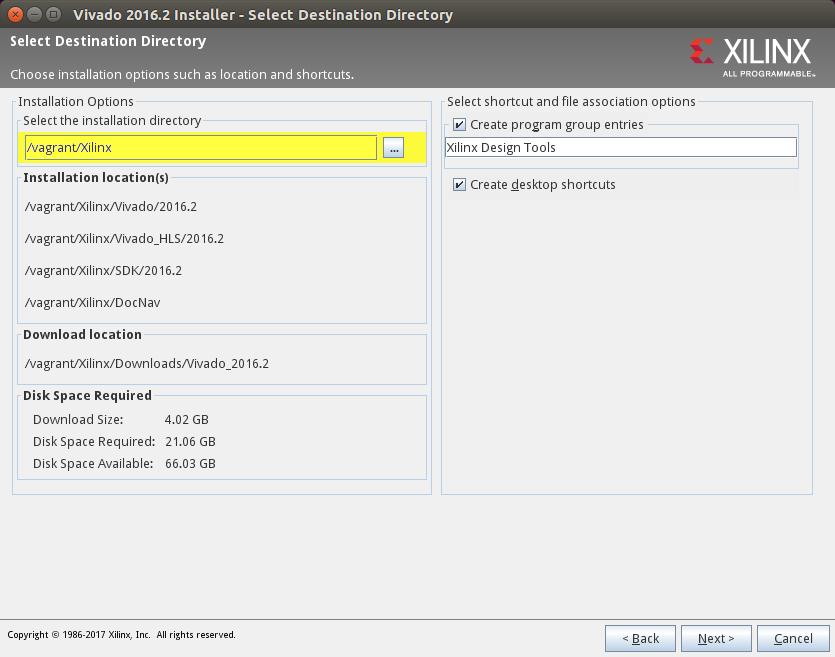 Vivado 2016.2 Installer - Select Destination Directory
Select Destination Directory
Choose installation options such as location and shortcuts.
XILINX
ALL PROGRAMMABLE™
Installation Options
Select the installation directory
/vagrant/Xilinx
...
Installation location(s)
/vagrant/Xilinx/Vivado/2016.2
/vagrant/Xilinx/Vivado_HLS/2016.2
/vagrant/Xilinx/SDK/2016.2
/vagrant/Xilinx/DocNav
Download location
/vagrant/Xilinx/Downloads/Vivado_2016.2
Disk Space Required
Download Size: 4.02 GB
Disk Space Required: 21.06 GB
Disk Space Available: 66.03 GB
Select shortcut and file association options
Create program group entries
Xilinx Design Tools
Create desktop shortcuts
Copyright © 1986-2017 Xilinx, Inc. All rights reserved.
< Back
Next >
Cancel